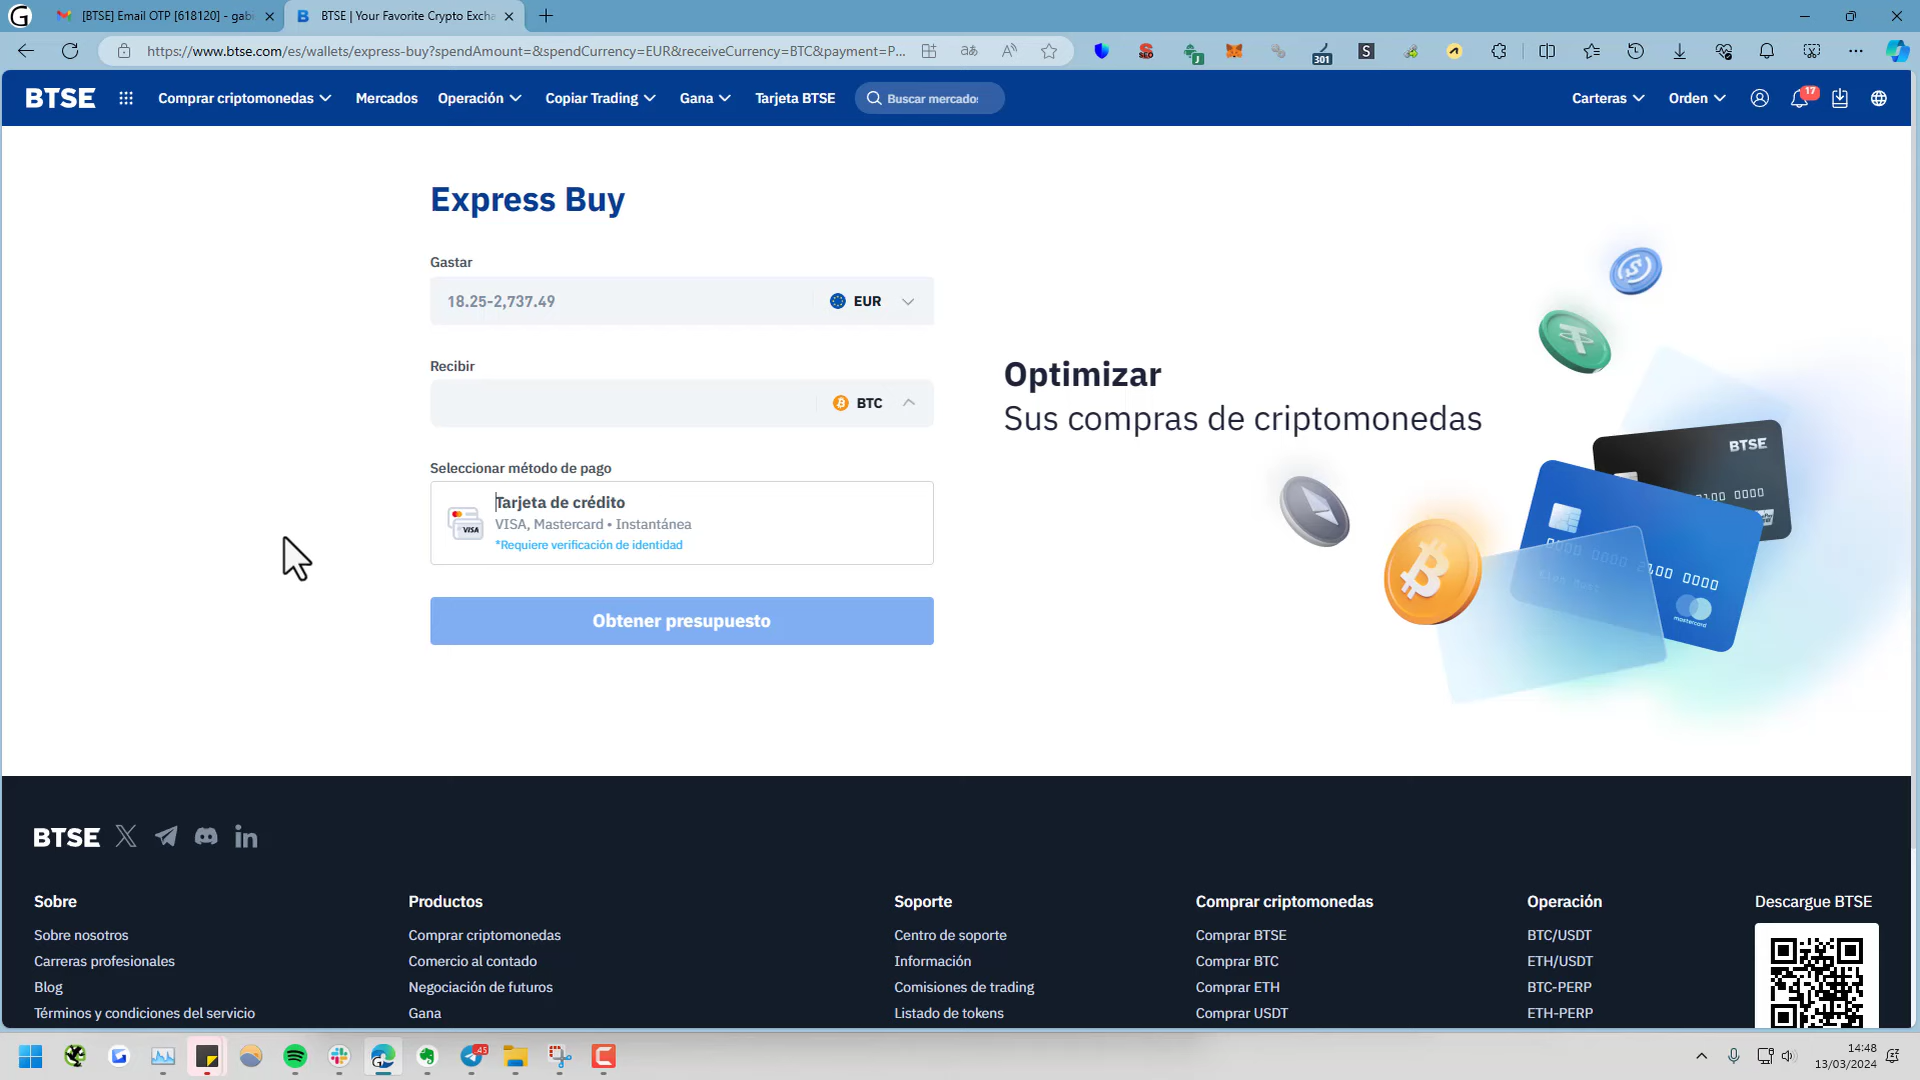 [BTSE] Email OTP [618120] - gab
BTSE | Your Favorite Crypto Excha
https://www.btse.com/es/wallets/express-buy?spendAmount=&spendCurrency=EUR&receiveCurrency=BTC&payment=P...
301
BTSE
Comprar criptomonedas
Mercados
Operación
Copiar Trading
Gana
Tarjeta BTSE
Buscar mercados
Carteras
Orden
17
Express Buy
Gastar
18.25-2,737.49
EUR
Recibir
BTC
Seleccionar método de pago
Tarjeta de crédito
VISA, Mastercard • Instantánea
*Requiere verificación de identidad
Obtener presupuesto
Optimizar
Sus compras de criptomonedas
BTSE
mastercard
BTSE
Sobre
Sobre nosotros
Carreras profesionales
Blog
Términos y condiciones del servicio
Productos
Comprar criptomonedas
Comercio al contado
Negociación de futuros
Gana
Soporte
Centro de soporte
Información
Comisiones de trading
Listado de tokens
Comprar criptomonedas
Comprar BTSE
Comprar BTC
Comprar ETH
Comprar USDT
Operación
BTC/USDT
ETH/USDT
BTC-PERP
ETH-PERP
Descargue BTSE
45
14:48
13/03/2024